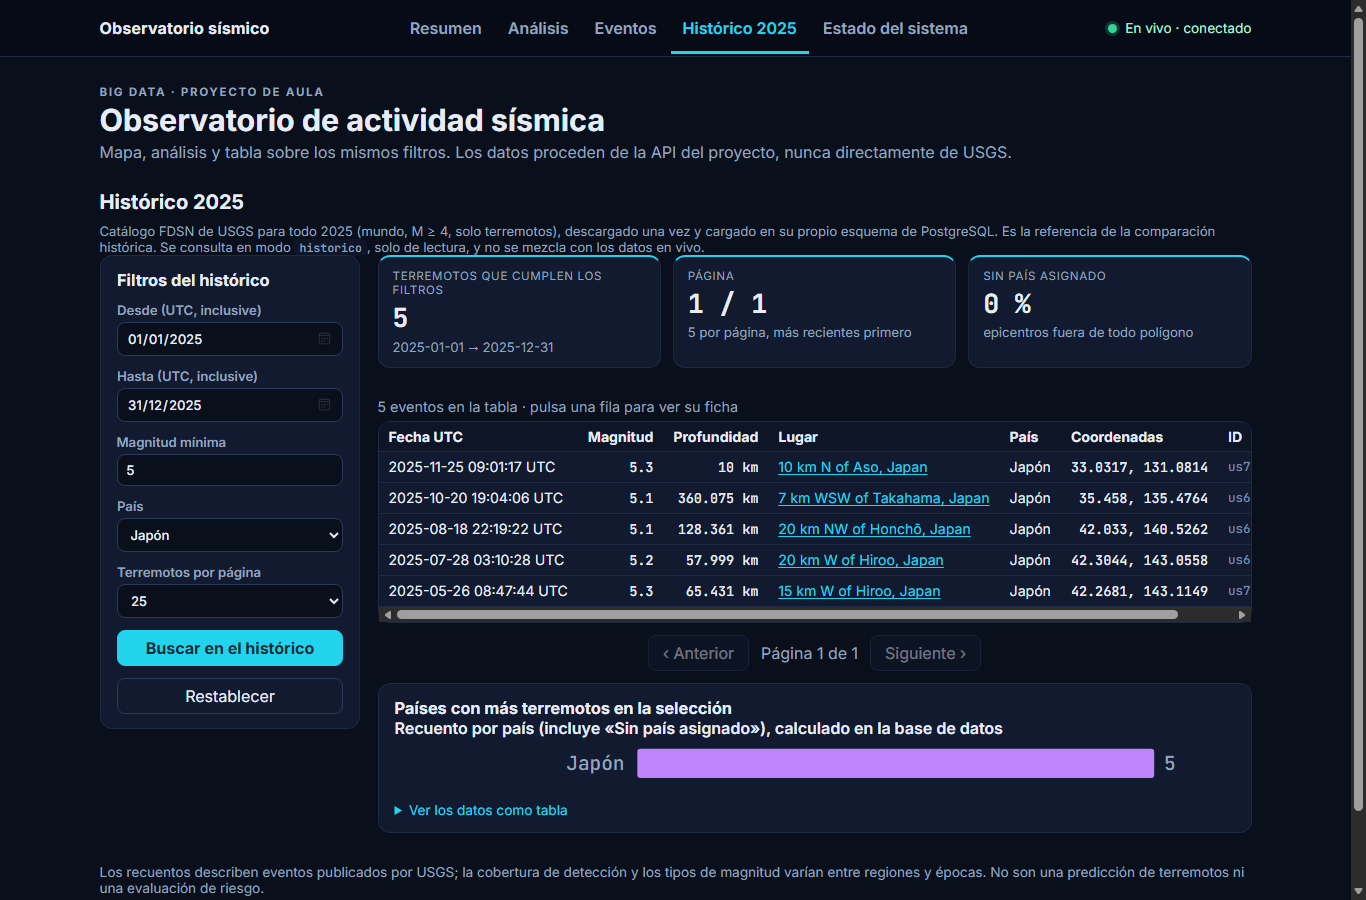 Observatorio sísmico
Resumen
Análisis
Eventos
Histórico 2025
Estado del sistema
En vivo · conectado
BIG DATA · PROYECTO DE AULA
Observatorio de actividad sísmica
Mapa, análisis y tabla sobre los mismos filtros. Los datos proceden de la API del proyecto, nunca directamente de USGS.
Histórico 2025
Catálogo FDSN de USGS para todo 2025 (mundo, M ≥ 4, solo terremotos), descargado una vez y cargado en su propio esquema de PostgreSQL. Es la referencia de la comparación
histórica. Se consulta en modo historico , solo de lectura, y no se mezcla con los datos en vivo.
Filtros del histórico
Desde (UTC, inclusive)
01/01/2025
Hasta (UTC, inclusive)
31/12/2025
Magnitud mínima
5
País
Japón
Terremotos por página
25
Buscar en el histórico
Restablecer
TERREMOTOS QUE CUMPLEN LOS
FILTROS
5
2025-01-01 → 2025-12-31
PÁGINA
1 / 1
5 por página, más recientes primero
SIN PAÍS ASIGNADO
0 %
epicentros fuera de todo polígono
5 eventos en la tabla · pulsa una fila para ver su ficha
Fecha UTC Magnitud Profundidad Lugar País Coordenadas ID
2025-11-25 09:01:17 UTC 5.3 10 km 10 km N of Aso, Japan Japón 33.0317, 131.0814 us7
2025-10-20 19:04:06 UTC 5.1 360.075 km 7 km WSW of Takahama, Japan Japón 35.458, 135.4764 us6
2025-08-18 22:19:22 UTC 5.1 128.361 km 20 km NW of Honchō, Japan Japón 42.033, 140.5262 us6
2025-07-28 03:10:28 UTC 5.2 57.999 km 20 km W of Hiroo, Japan Japón 42.3044, 143.0558 us6
2025-05-26 08:47:44 UTC 5.3 65.431 km 15 km W of Hiroo, Japan Japón 42.2681, 143.1149 us7
‹ Anterior
Página 1 de 1
Siguiente ›
Países con más terremotos en la selección
Recuento por país (incluye «Sin país asignado»), calculado en la base de datos
Japón 5
Ver los datos como tabla
Los recuentos describen eventos publicados por USGS; la cobertura de detección y los tipos de magnitud varían entre regiones y épocas. No son una predicción de terremotos ni
una evaluación de riesgo.